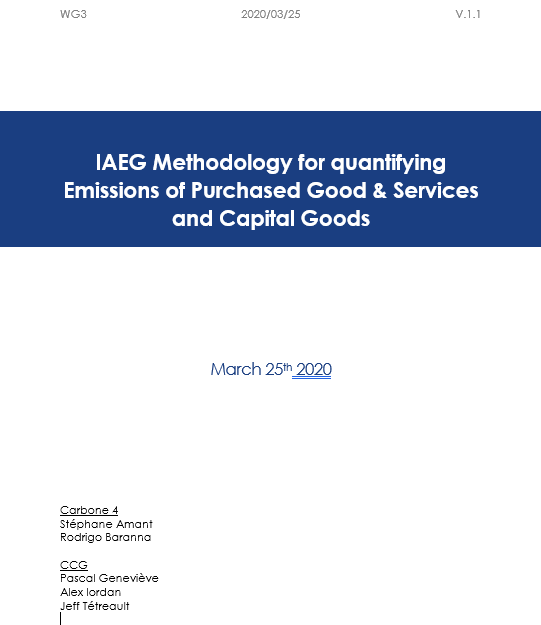 WG3 2020/03/25 V.1.1
IAEG Methodology for quantifying
Emissions of Purchased Good & Services
and Capital Goods
March 25th 2020
Carbone 4
Stéphane Amant
Rodrigo Baranna
CCG
Pascal Geneviève
Alex Iordan
Jeff Tétreault